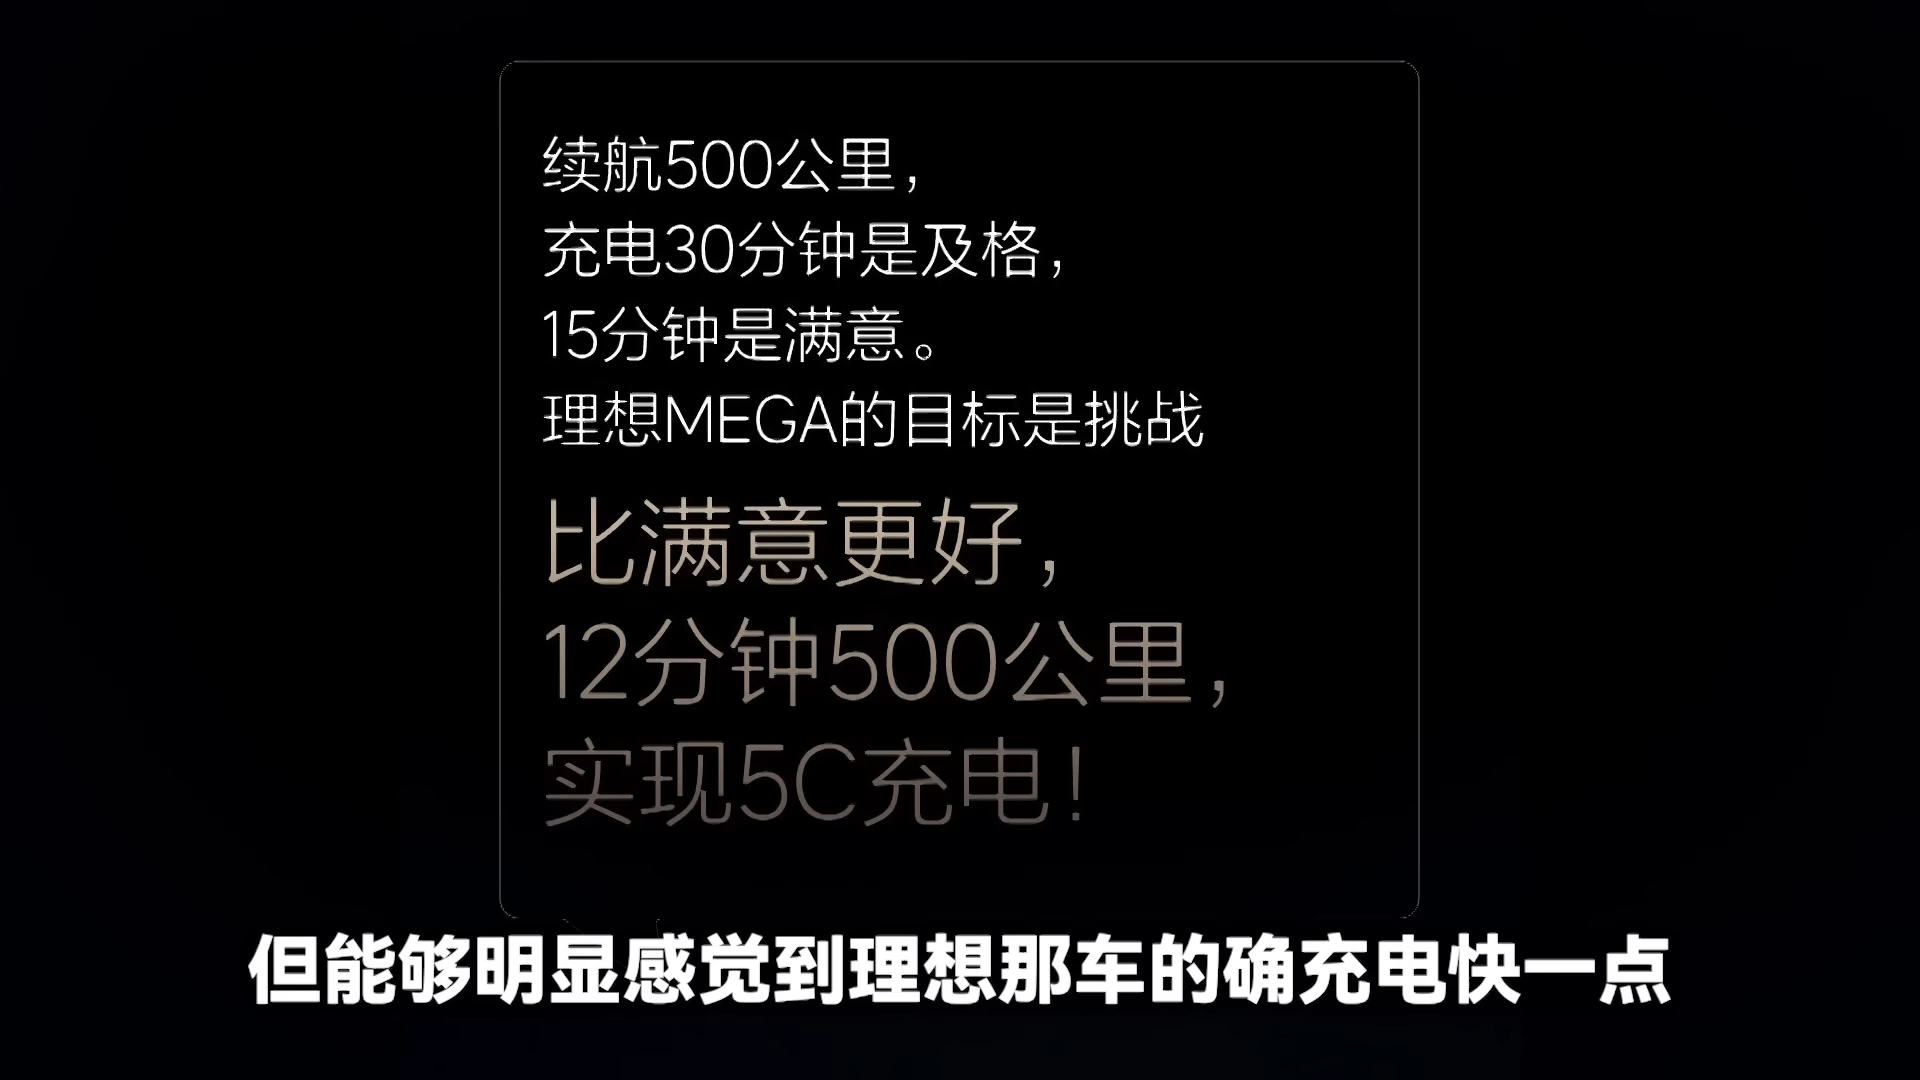 续航500公里，
充电30分钟是及格，
15分钟是满意。
理想MEGA的目标是挑战
比满意更好，
12分钟500公里，
实现5C充电！
但能够明显感觉到理想那车的确充电快一点